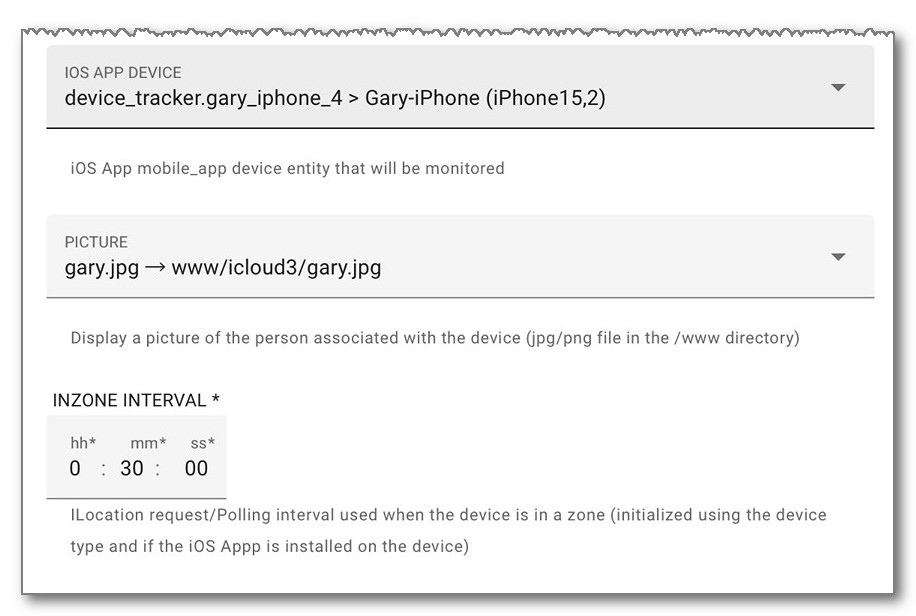 IOS APP DEVICE
device_tracker.gary_iphone_4 > Gary-iPhone (iPhone15,2)
iOS App mobile_app device entity that will be monitored
PICTURE
gary.jpg → www/icloud3/gary.jpg
Display a picture of the person associated with the device (jpg/png file in the /www directory)
INZONE INTERVAL *
hh* mm* ss*
0 : 30 : 00
ILocation request/Polling interval used when the device is in a zone (initialized using the device
type and if the iOS Appp is installed on the device)